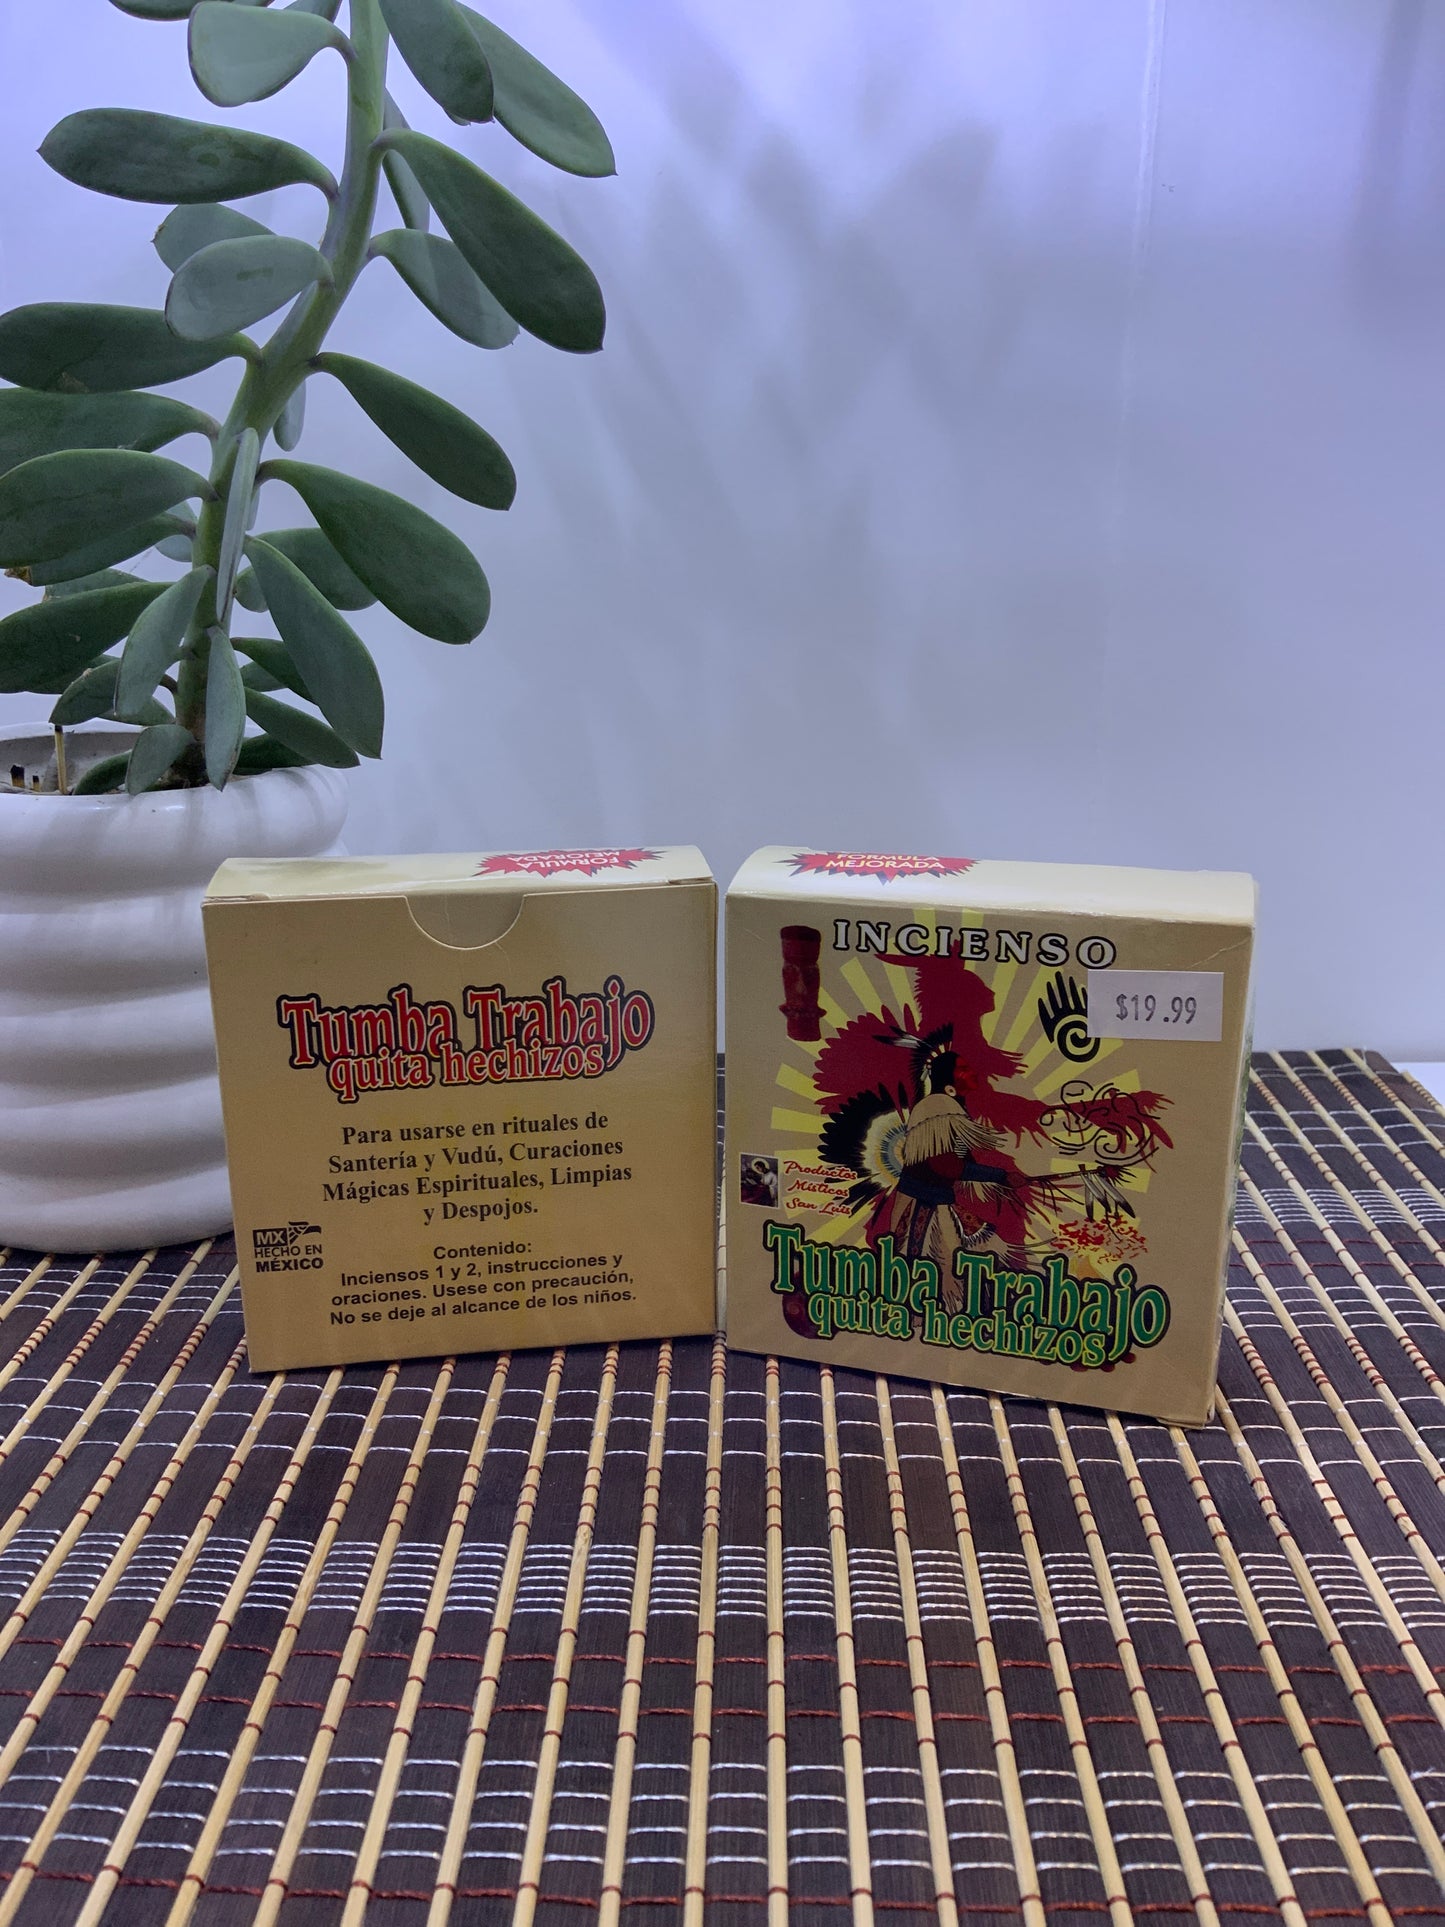 FORMULA
MEJORADA
Tumba Trabajo
quita hechizos
Para usarse en rituales de
Santería y Vudú, Curaciones
Mágicas Espirituales, Limpias
y Despojos.
MX
HECHO EN
MÉXICO
Contenido:
Inciensos 1 y 2, instrucciones y
oraciones. Usese con precaución,
No se deje al alcance de los niños.
FORMULA
MEJORADA
INCIENSO
$19.99
Productos
Místicos
San Luis
Tumba Trabajo
quita hechizos